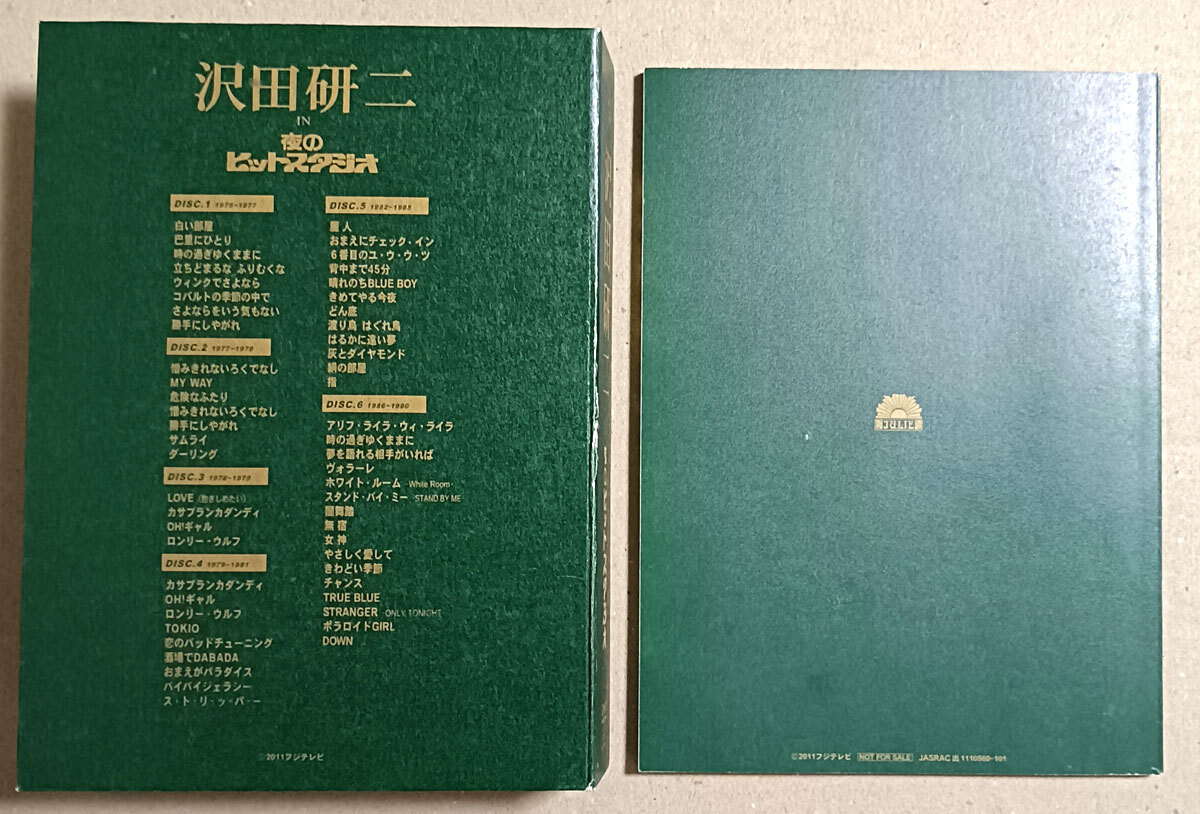 沢田研二
IN
夜の
ヒットスタジオ
DISC.1 1975-1977
白い部屋
巴里にひとり
時の過ぎゆくままに
立ちどまるな ふりむくな
ウィンクでさよなら
コバルトの季節の中で
さよならをいう気もない
勝手にしやがれ
DISC.2 1977-1978
憎みきれないろくでなし
MY WAY
危険なふたり
憎みきれないろくでなし
勝手にしやがれ
サムライ
ダーリング
DISC.3 1978-1979
LOVE (抱きしめたい)
カサブランカダンディ
OH!ギャル
ロンリー・ウルフ
DISC.4 1979-1981
カサブランカダンディ
OH!ギャル
ロンリー・ウルフ
TOKIO
恋のバッドチューニング
酒場でDABADA
おまえがパラダイス
バイバイジェラシー
ス・ト・リ・ッ・パ・ー
DISC.5 1982-1985
麗人
おまえにチェック・イン
6番目のユ・ウ・ウ・ツ
背中まで45分
晴れのちBLUE BOY
きめてやる今夜
どん底
渡り鳥 はぐれ鳥
はるかに遠い夢
灰とダイヤモンド
絹の部屋
指
DISC.6 1986-1990
アリフ・ライラ・ウィ・ライラ
時の過ぎゆくままに
夢を語れる相手がいれば
ヴォラーレ
ホワイト・ルーム -White Room-
スタンド・バイ・ミー -STAND BY ME-
闇舞踏
無宿
女神
やさしく愛して
きわどい季節
チャンス
TRUE BLUE
STRANGER -ONLY TONIGHT-
ポラロイドGIRL
DOWN
©2011フジテレビ
JULIE
©2011フジテレビ NOT FOR SALE JASRAC 出 1110560-101